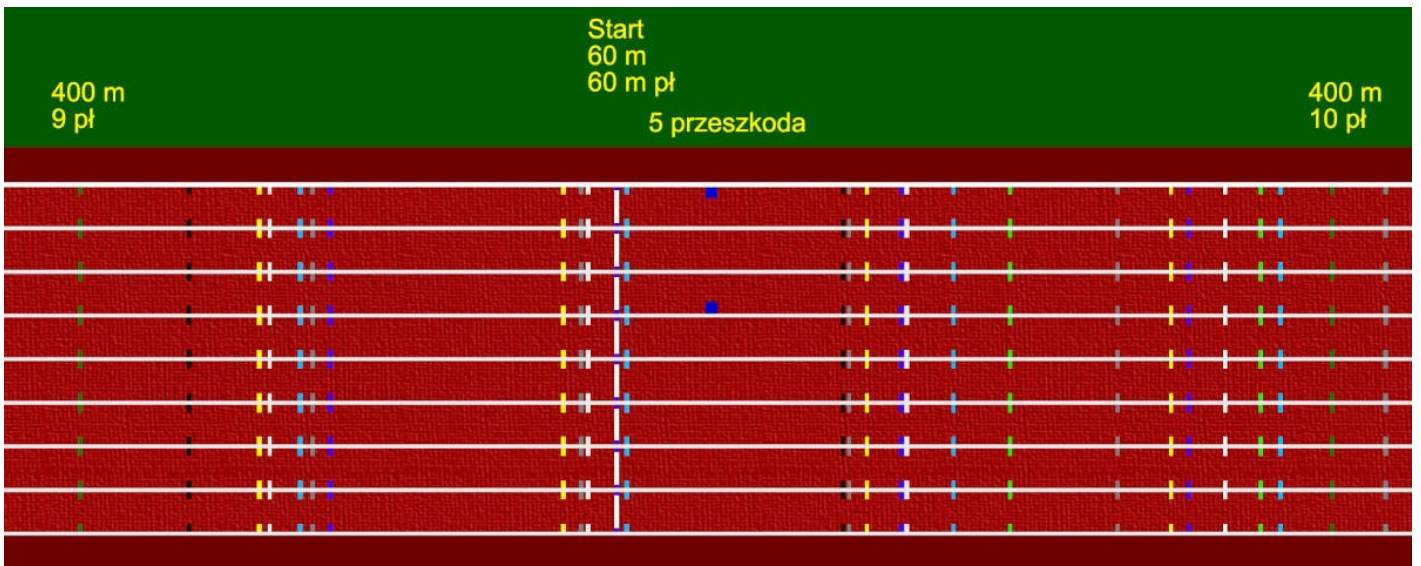 Start
60 m
60 m pł
400 m
9 pł
5 przeszkoda
400 m
10 pł